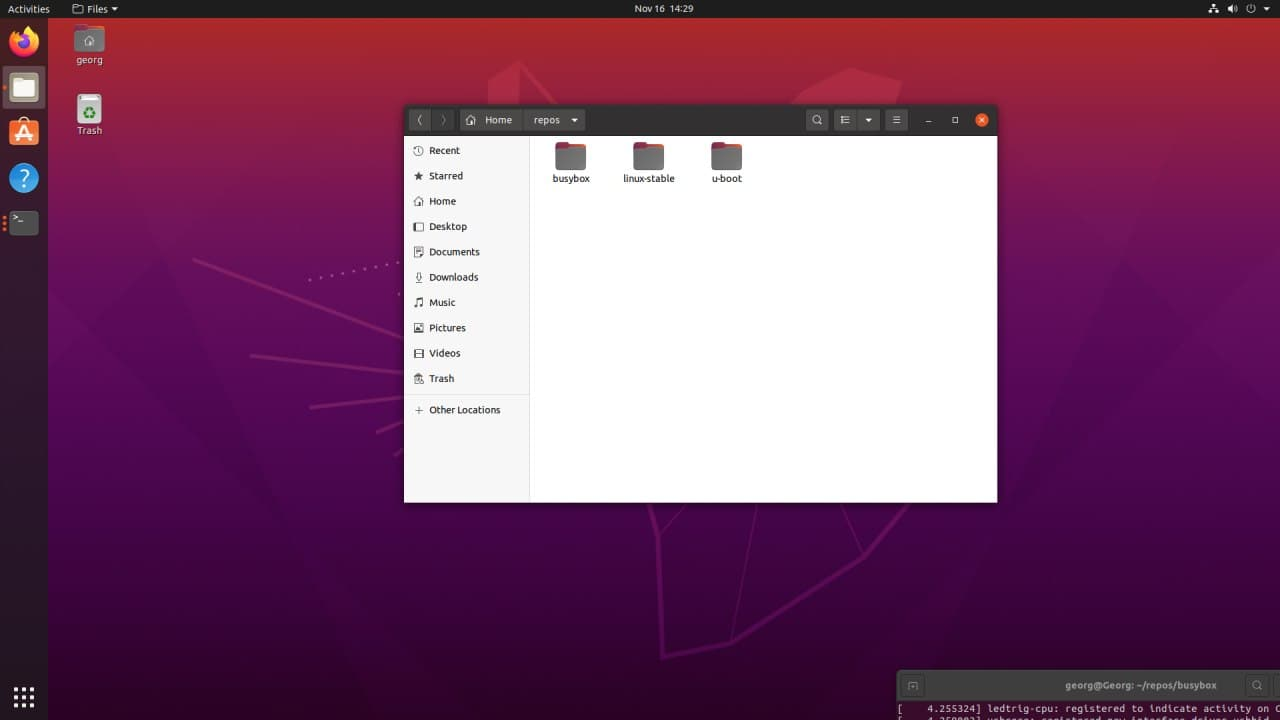 Activities
Files
Nov 16 14:29
georg
Trash
Home
repos
Recent
Starred
Home
Desktop
Documents
Downloads
Music
Pictures
Videos
Trash
Other Locations
busybox
linux-stable
u-boot
georg@Georg: ~/repos/busybox
[    4.255324] ledtrig-cpu: registered to indicate activity on C